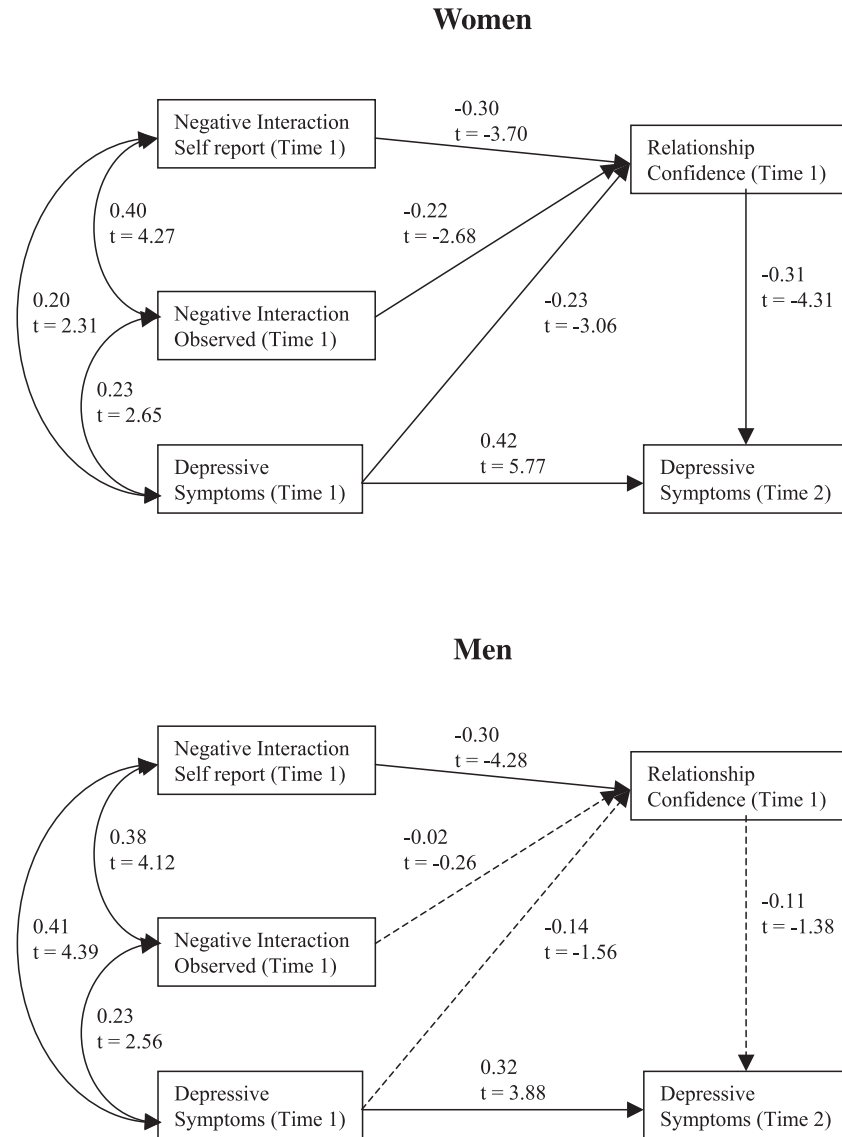 Women
Negative Interaction
Self report (Time 1)
-0.30
t = -3.70
Relationship
Confidence (Time 1)
0.40
t = 4.27
-0.22
t = -2.68
0.20
t = 2.31
Negative Interaction
Observed (Time 1)
-0.23
t = -3.06
-0.31
t = -4.31
0.23
t = 2.65
Depressive
Symptoms (Time 1)
0.42
t = 5.77
Depressive
Symptoms (Time 2)
Men
Negative Interaction
Self report (Time 1)
-0.30
t = -4.28
Relationship
Confidence (Time 1)
0.38
t = 4.12
-0.02
t = -0.26
0.41
t = 4.39
Negative Interaction
Observed (Time 1)
-0.14
t = -1.56
-0.11
t = -1.38
0.23
t = 2.56
Depressive
Symptoms (Time 1)
0.32
t = 3.88
Depressive
Symptoms (Time 2)